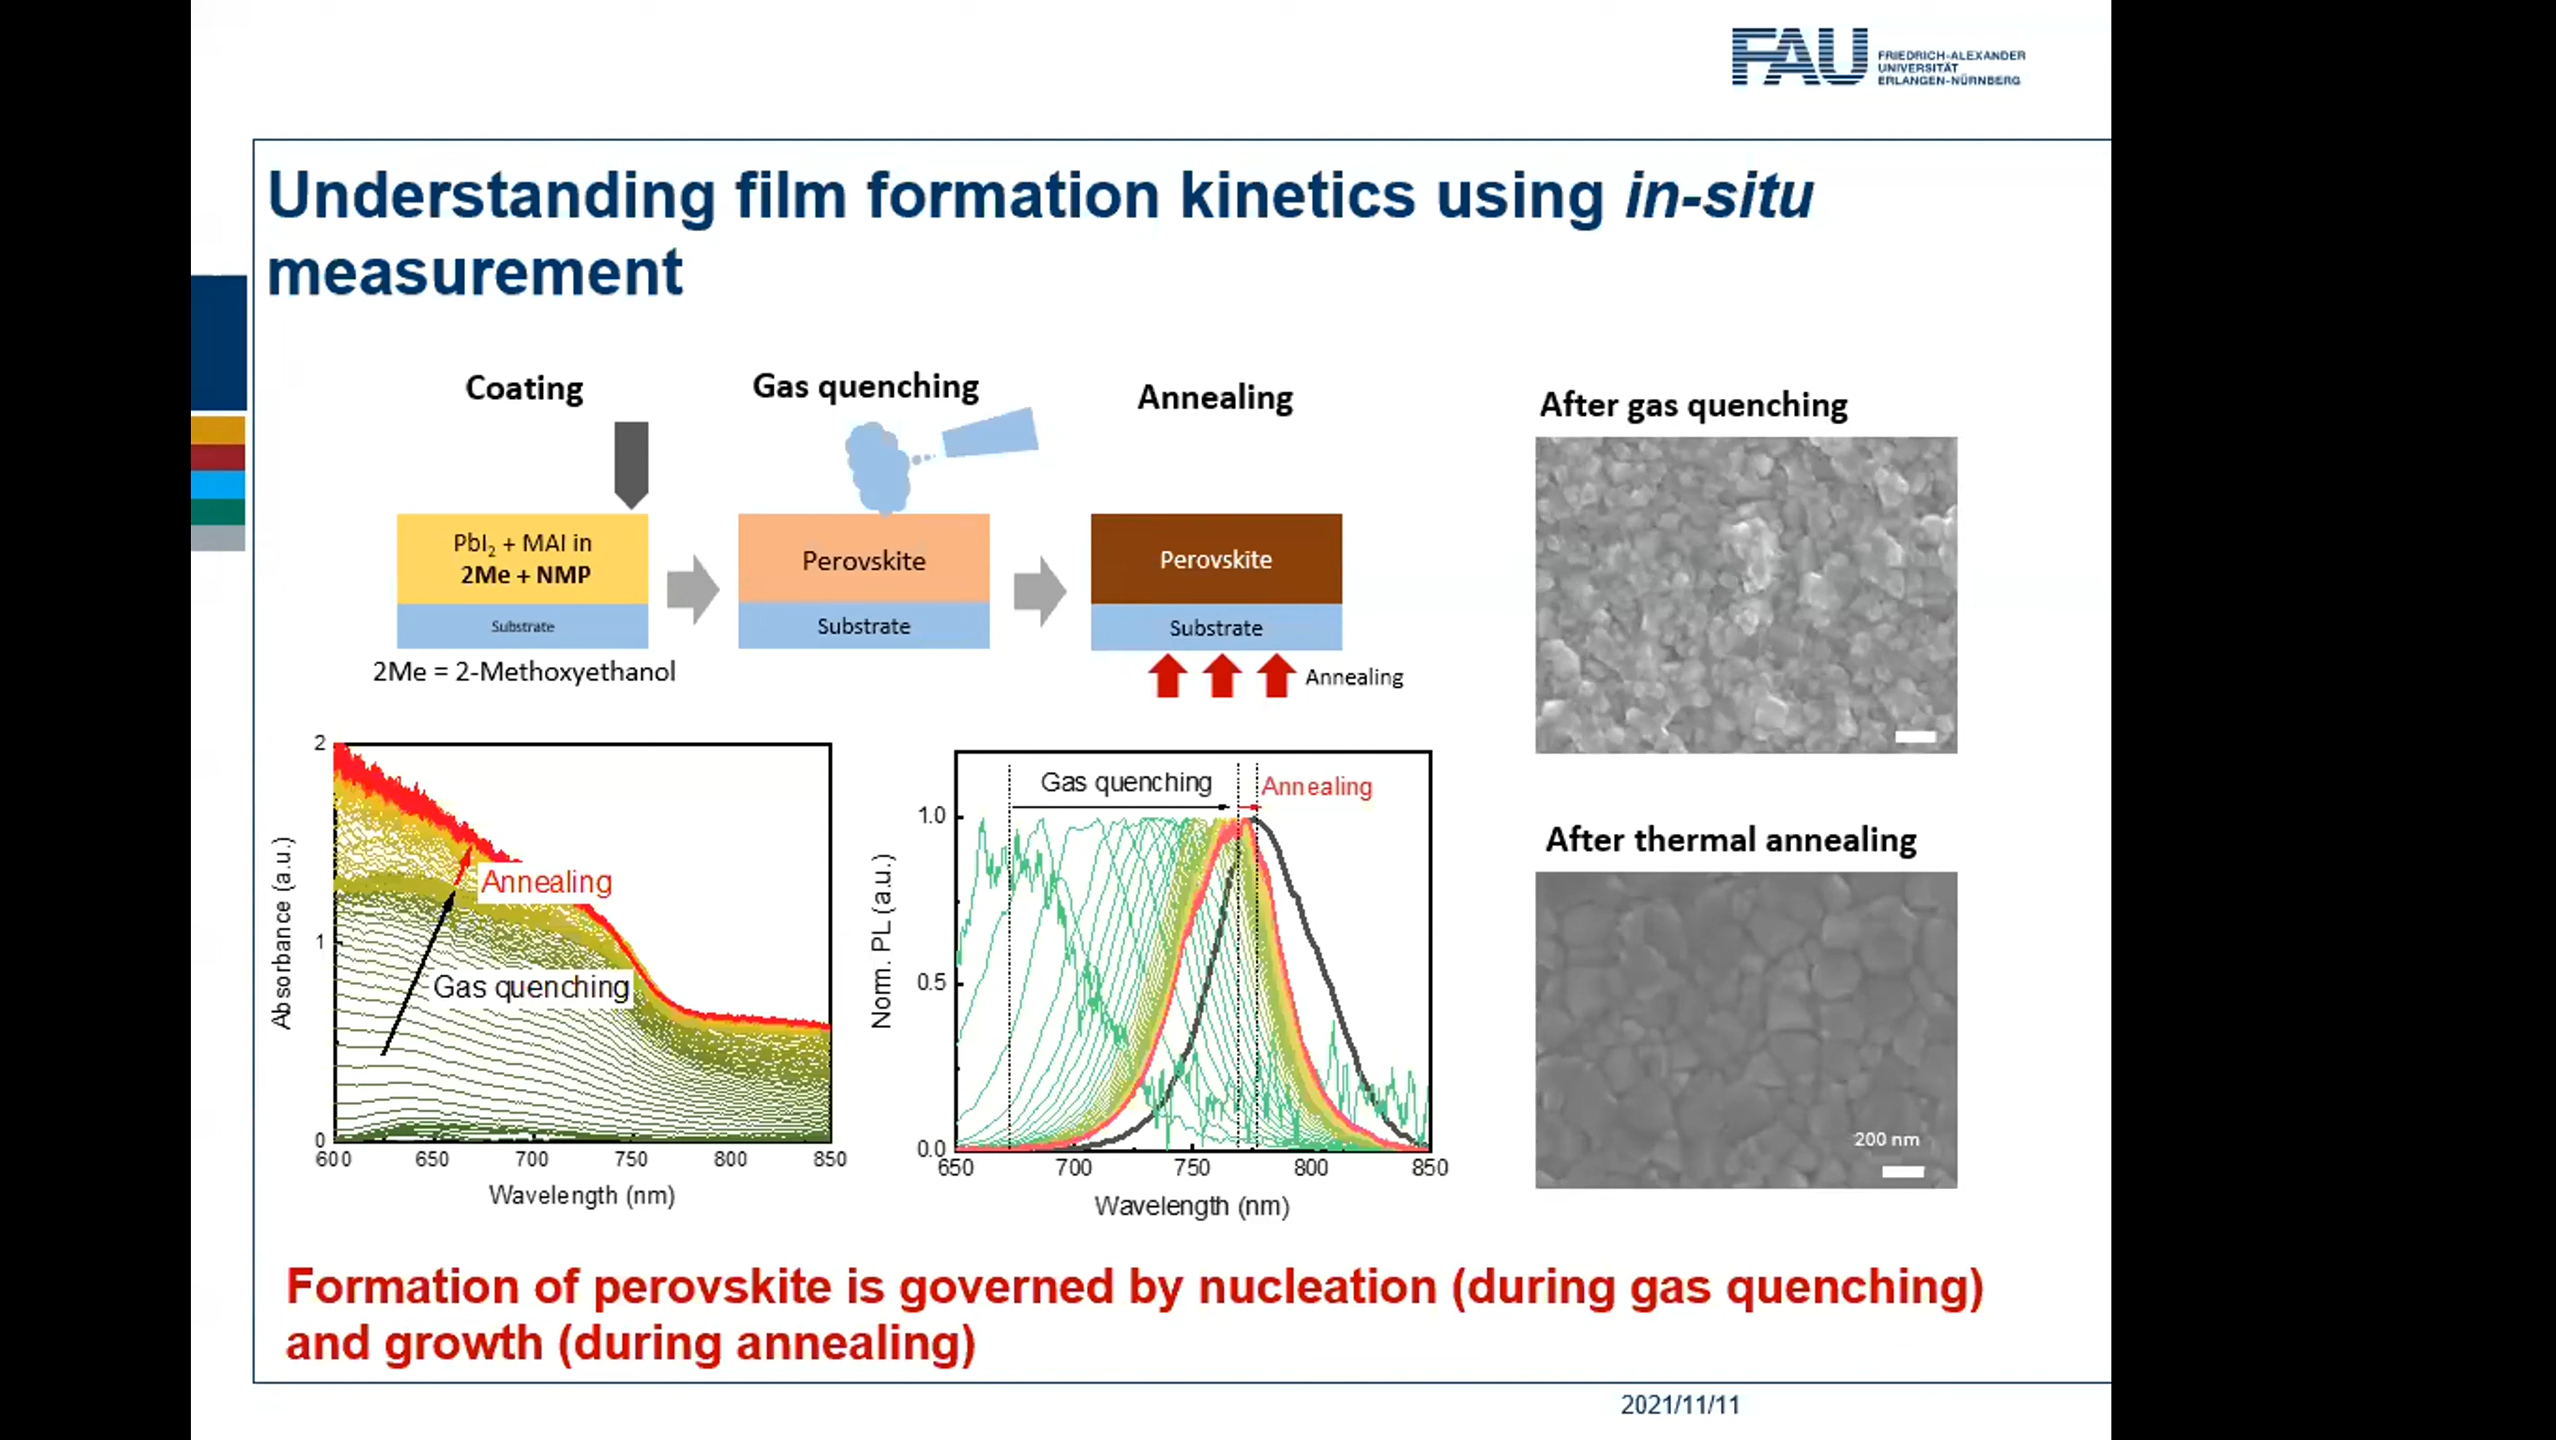 FAU
FRIEDRICH-ALEXANDER
UNIVERSITÄT
ERLANGEN-NÜRNBERG
Understanding film formation kinetics using in-situ
measurement
Coating
Gas quenching
Annealing
PbI₂ + MAI in
2Me + NMP
Substrate
2Me = 2-Methoxyethanol
Perovskite
Substrate
Perovskite
Substrate
Annealing
After gas quenching
After thermal annealing
200 nm
2
1
0
Absorbance (a.u.)
Annealing
Gas quenching
600 650 700 750 800 850
Wavelength (nm)
Gas quenching
Annealing
1.0
0.5
0.0
Norm. PL (a.u.)
650 700 750 800 850
Wavelength (nm)
Formation of perovskite is governed by nucleation (during gas quenching)
and growth (during annealing)
2021/11/11